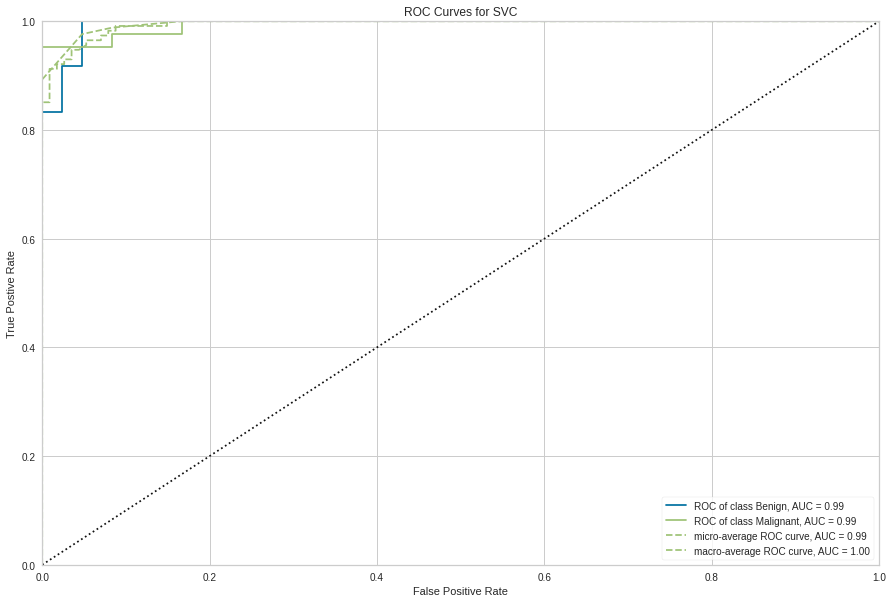 ROC Curves for SVC
1.0
0.8
0.6
0.4
0.2
0.0
True Postive Rate
0.0 0.2 0.4 0.6 0.8 1.0
False Positive Rate
ROC of class Benign, AUC = 0.99
ROC of class Malignant, AUC = 0.99
micro-average ROC curve, AUC = 0.99
macro-average ROC curve, AUC = 1.00